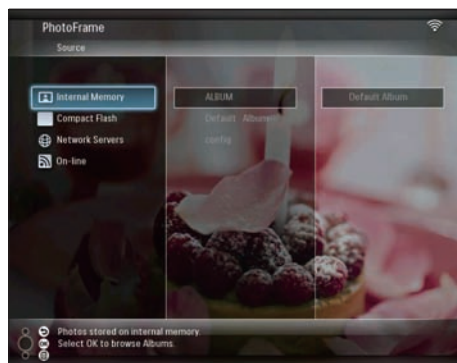 PhotoFrame
Source
Internal Memory
Compact Flash
Network Servers
On-line
ALBUM
Default Album
config
Default Album
Photos stored on internal memory.
Select OK to browse Albums.